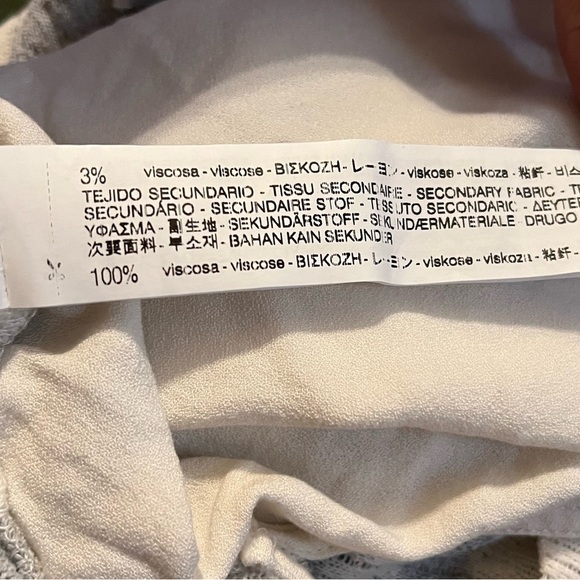 3% viscosa - viscose - ΒΙΣΚΟΖΗ - レーヨン - viskose - viskoza - 粘纤 - 비스
TEJIDO SECUNDARIO - TISSU SECONDAIRE - SECONDARY FABRIC - T
SECUNDÁRIO - SECUNDAIRE STOF - TESSUTO SECONDARIO - ΔΕΥΤΕΡ
ΥΦΑΣΜΑ - 副生地 - SEKUNDÄRSTOFF - SEKUNDÆRMATERIALE DRUGO
次要面料 - 부소재 - BAHAN KAIN SEKUNDER
100% viscosa - viscose - ΒΙΣΚΟΖΗ - レーヨン - viskose - viskoza - 粘纤 -